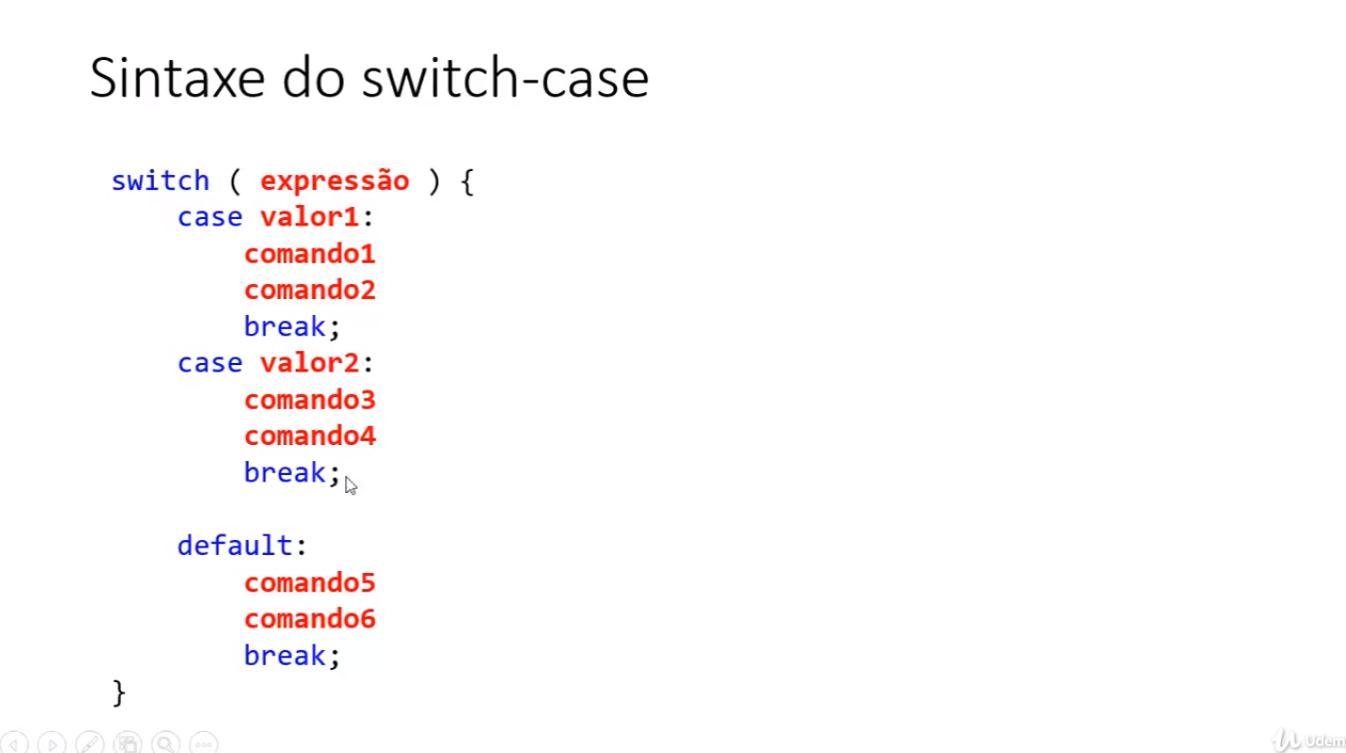 Sintaxe do switch-case
switch ( expressão ) {
case valor1:
comando1
comando2
break;
case valor2:
comando3
comando4
break;
default:
comando5
comando6
break;
}
Udem